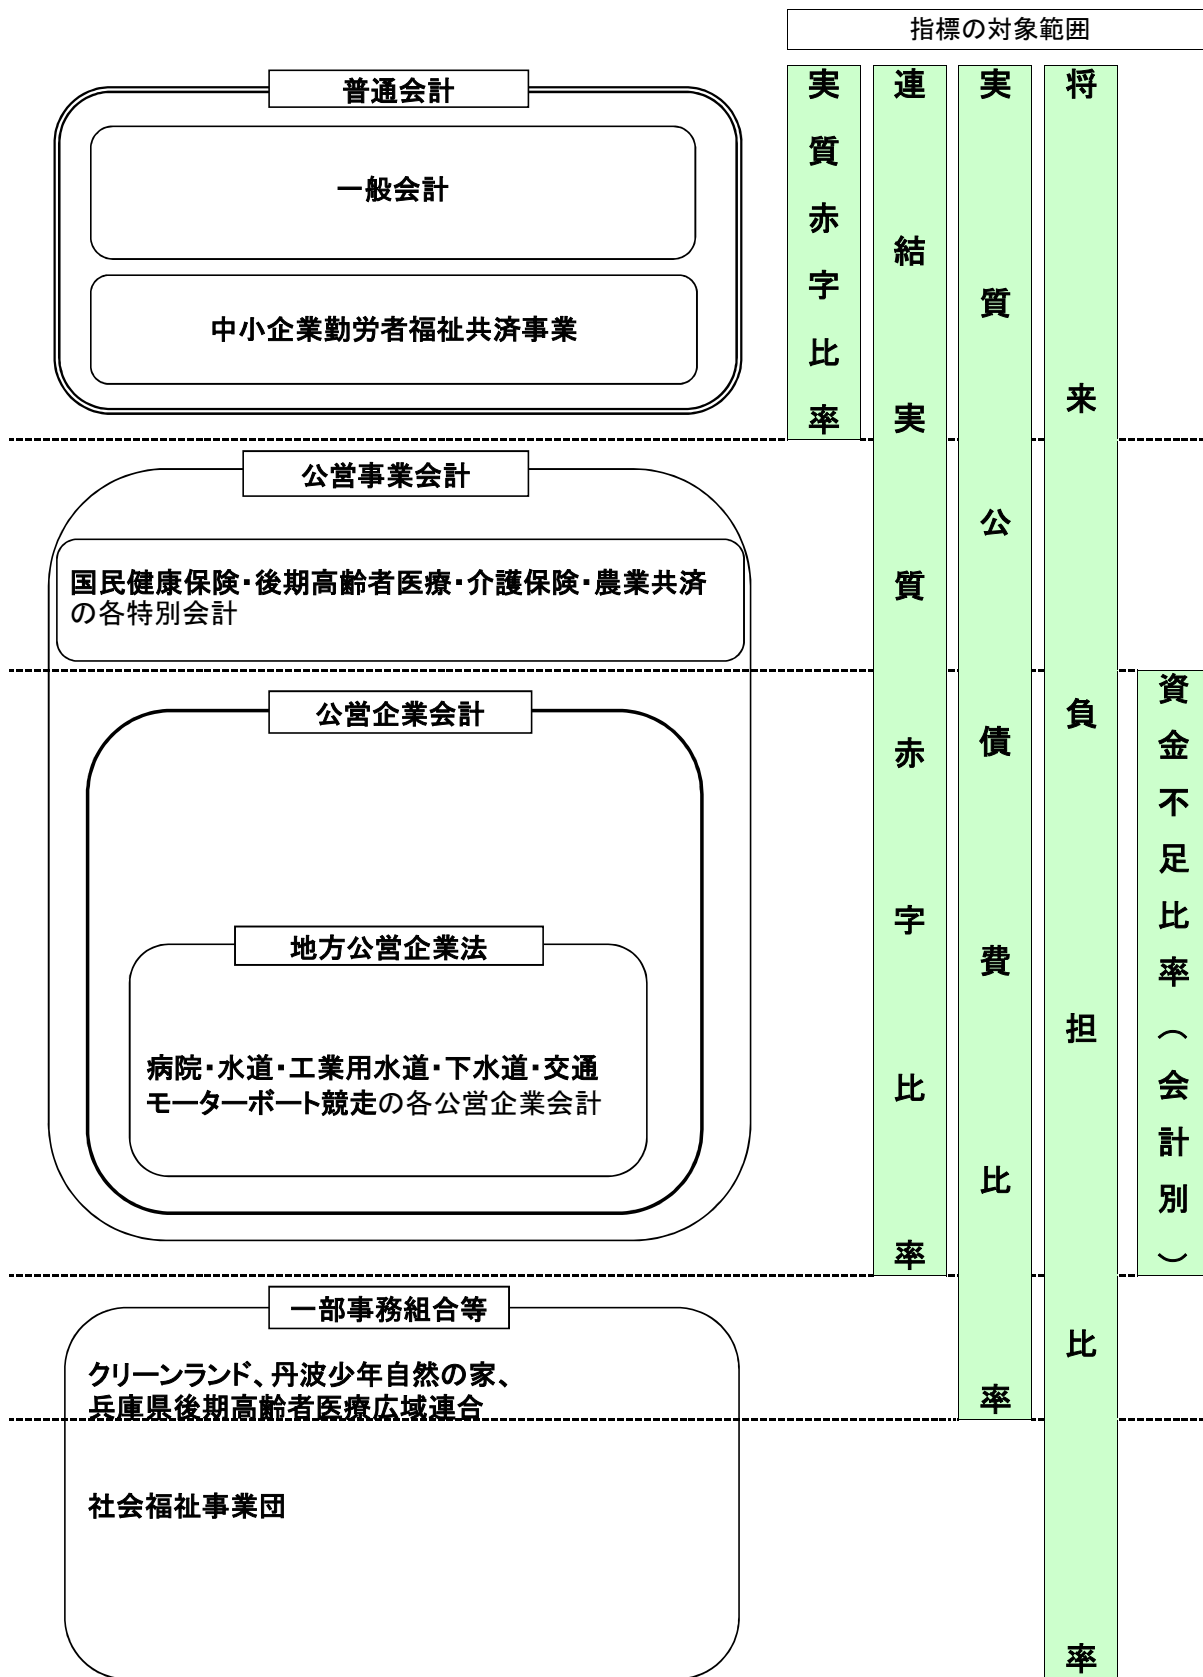 指標の対象範囲
普通会計
一般会計
中小企業勤労者福祉共済事業
公営事業会計
国民健康保険・後期高齢者医療・介護保険・農業共済
の各特別会計
公営企業会計
地方公営企業法
病院・水道・工業用水道・下水道・交通
モーターボート競走の各公営企業会計
一部事務組合等
クリーンランド、丹波少年自然の家、
兵庫県後期高齢者医療広域連合
社会福祉事業団
実質赤字比率
連結実質赤字比率
実質公債費比率
将来負担比率
資金不足比率（会計別）